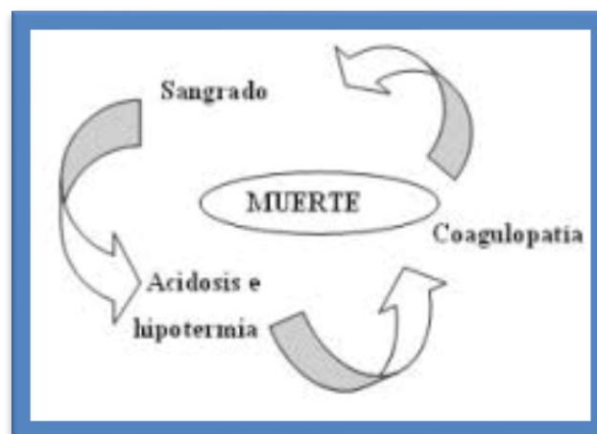 Sangrado
MUERTE
Coagulopatia
Acidosis e
hipotermia